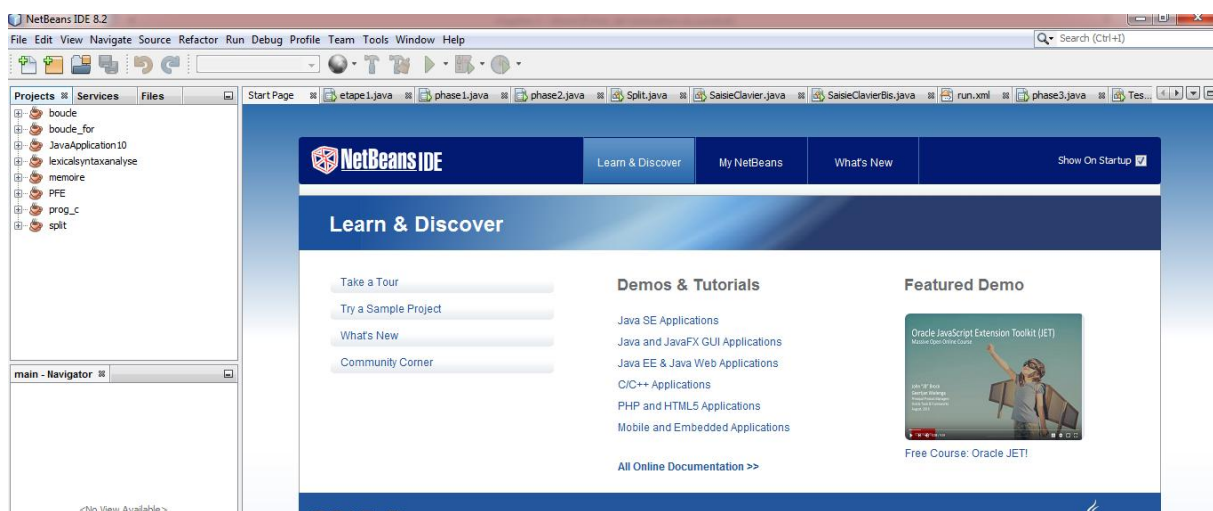 NetBeans IDE 8.2
File Edit View Navigate Source Refactor Run Debug Profile Team Tools Window Help
Search (Ctrl+I)
Projects Services Files
Start Page etape1.java phase1.java phase2.java Split.java SaisieClavier.java SaisieClavierBis.java run.xml phase3.java Tes...
boucle
boucle_for
JavaApplication10
lexicalsyntaxanalyse
memoire
PFE
prog_c
split
main - Navigator
<No View Available>
NetBeans IDE
Learn & Discover My NetBeans What's New Show On Startup
Learn & Discover
Take a Tour
Try a Sample Project
What's New
Community Corner
Demos & Tutorials
Java SE Applications
Java and JavaFX GUI Applications
Java EE & Java Web Applications
C/C++ Applications
PHP and HTML5 Applications
Mobile and Embedded Applications
All Online Documentation >>
Featured Demo
Oracle JavaScript Extension Toolkit (JET)
Massive Open Online Course
Free Course: Oracle JET!